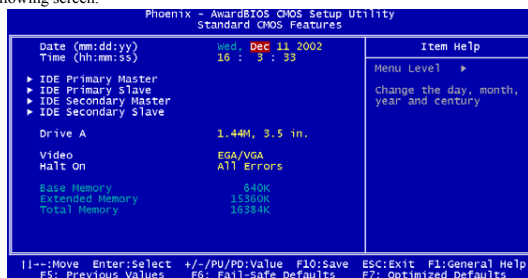 nowing screen.
Phoenix - AwardBIOS CMOS Setup Utility
Standard CMOS Features
Date (mm:dd:yy) Wed, Dec 11 2002
Time (hh:mm:ss) 16 : 3 : 33
IDE Primary Master
IDE Primary Slave
IDE Secondary Master
IDE Secondary Slave
Drive A 1.44M, 3.5 in.
Video EGA/VGA
Halt On All Errors
Base Memory 640K
Extended Memory 15360K
Total Memory 16384K
Item Help
Menu Level ▸
Change the day, month,
year and century
↑↓→←:Move Enter:Select +/-/PU/PD:Value F10:Save ESC:Exit F1:General Help
F5: Previous Values F6: Fail-Safe Defaults F7: Optimized Defaults